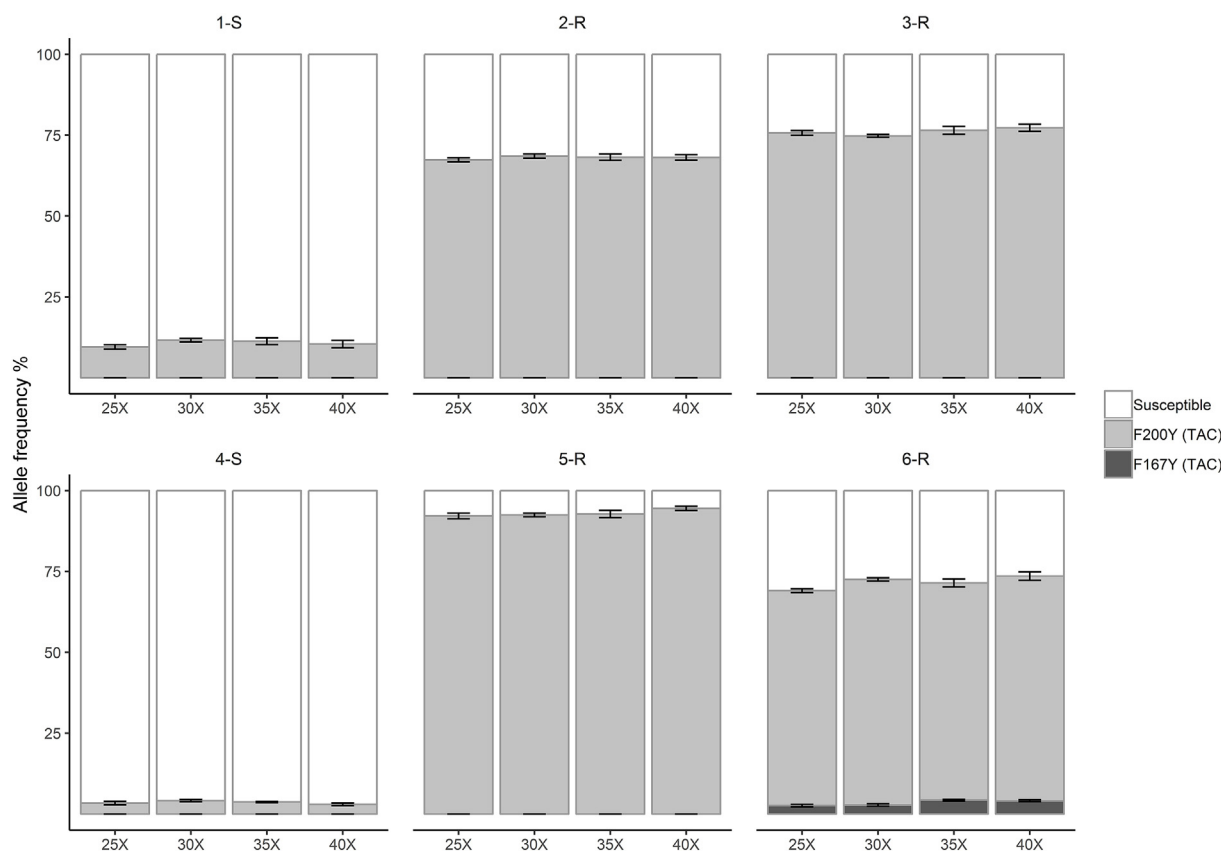 1-S 2-R 3-R
100
75
50
25
25X 30X 35X 40X 25X 30X 35X 40X 25X 30X 35X 40X
Allele frequency %
4-S 5-R 6-R
100
75
50
25
25X 30X 35X 40X 25X 30X 35X 40X 25X 30X 35X 40X
Susceptible
F200Y (TAC)
F167Y (TAC)